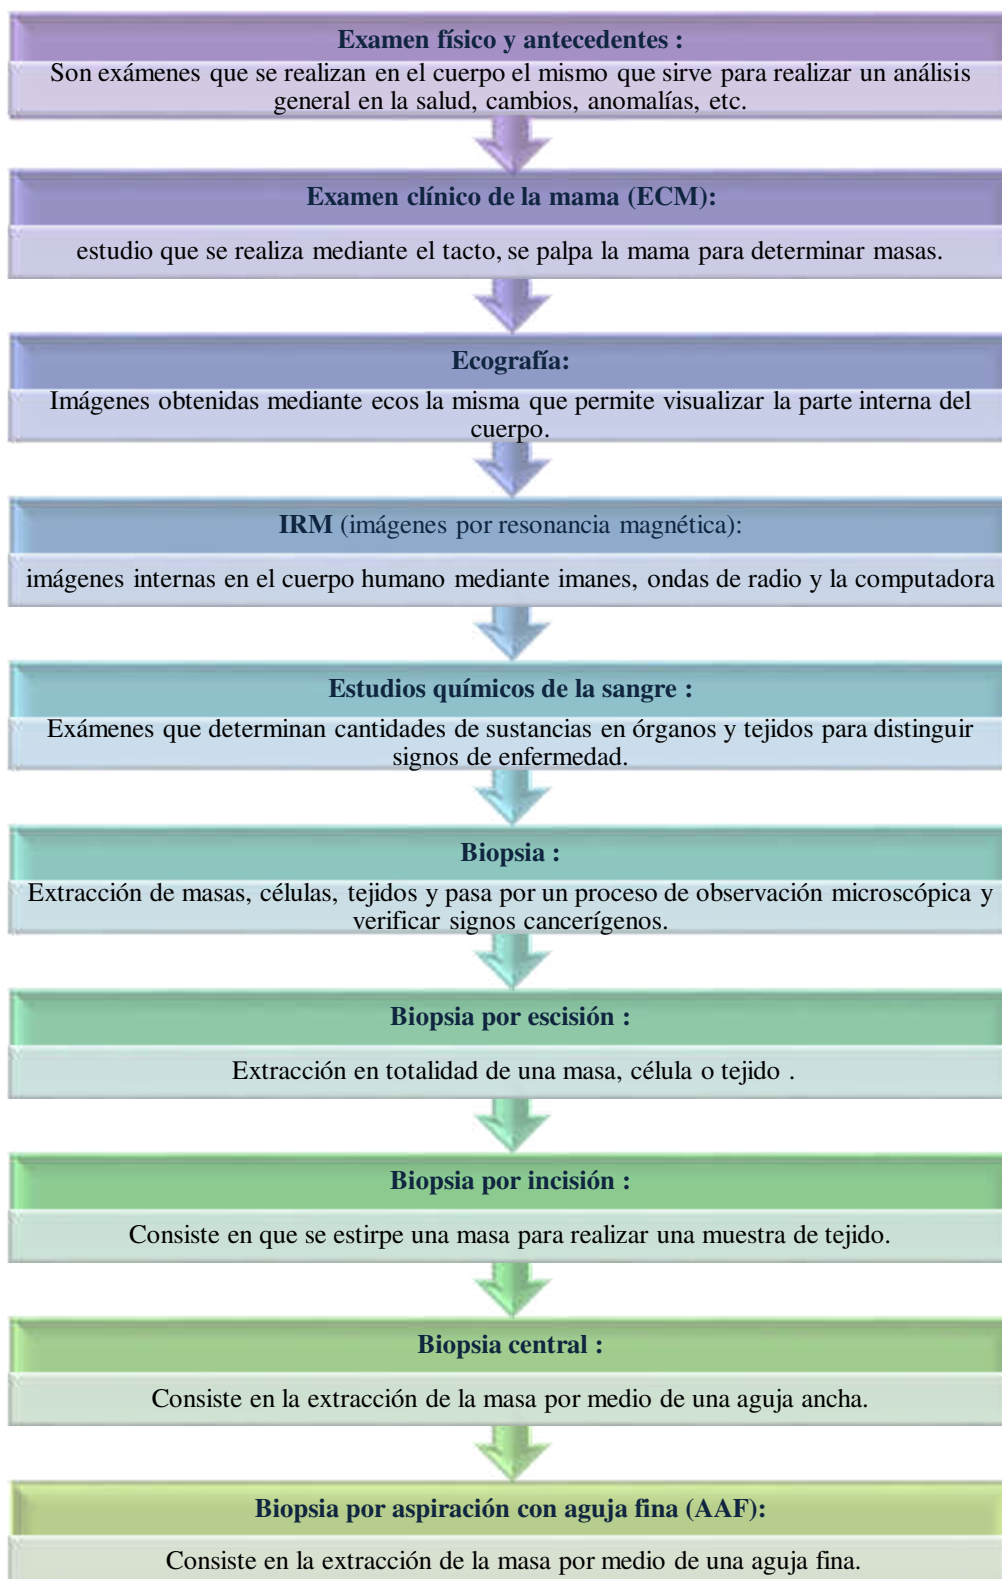 Examen físico y antecedentes :
Son exámenes que se realizan en el cuerpo el mismo que sirve para realizar un análisis
general en la salud, cambios, anomalías, etc.
Examen clínico de la mama (ECM):
estudio que se realiza mediante el tacto, se palpa la mama para determinar masas.
Ecografía:
Imágenes obtenidas mediante ecos la misma que permite visualizar la parte interna del
cuerpo.
IRM (imágenes por resonancia magnética):
imágenes internas en el cuerpo humano mediante imanes, ondas de radio y la computadora
Estudios químicos de la sangre :
Exámenes que determinan cantidades de sustancias en órganos y tejidos para distinguir
signos de enfermedad.
Biopsia :
Extracción de masas, células, tejidos y pasa por un proceso de observación microscópica y
verificar signos cancerígenos.
Biopsia por escisión :
Extracción en totalidad de una masa, célula o tejido .
Biopsia por incisión :
Consiste en que se estirpe una masa para realizar una muestra de tejido.
Biopsia central :
Consiste en la extracción de la masa por medio de una aguja ancha.
Biopsia por aspiración con aguja fina (AAF):
Consiste en la extracción de la masa por medio de una aguja fina.